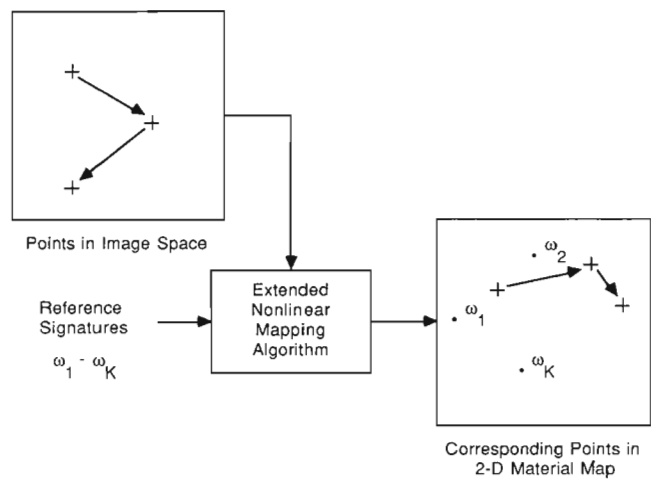 Points in Image Space
Reference
Signatures
ω1 - ωK
Extended
Nonlinear
Mapping
Algorithm
ω2
ω1
ωK
Corresponding Points in
2-D Material Map